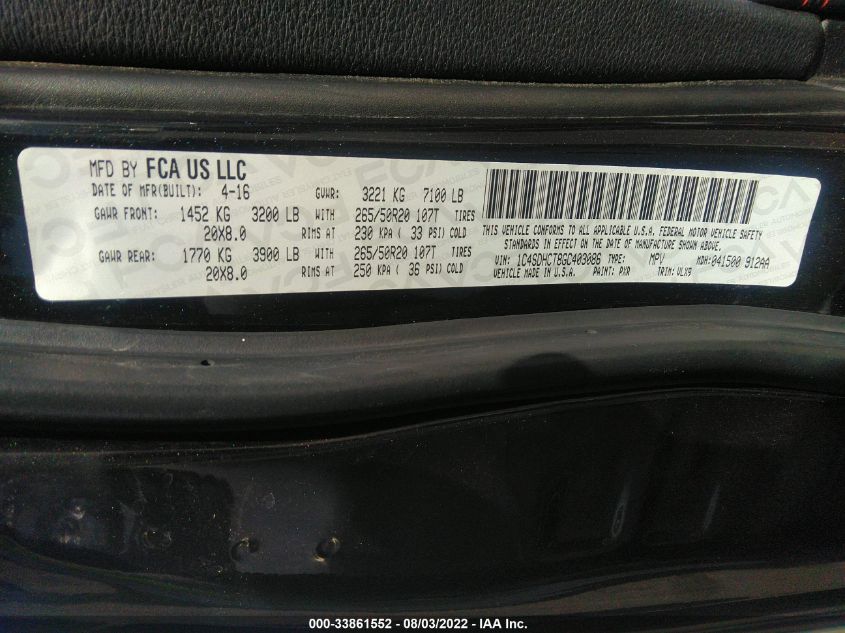 MFD BY FCA US LLC
DATE OF MFR(BUILT): 4-16 GVWR: 3221 KG 7100 LB
GAWR FRONT: 1452 KG 3200 LB WITH 265/50R20 107T TIRES
20X8.0 RIMS AT 230 KPA ( 33 PSI) COLD
GAWR REAR: 1770 KG 3900 LB WITH 265/50R20 107T TIRES
20X8.0 RIMS AT 250 KPA ( 36 PSI) COLD
THIS VEHICLE CONFORMS TO ALL APPLICABLE U.S.A. FEDERAL MOTOR VEHICLE SAFETY
STANDARDS IN EFFECT ON THE DATE OF MANUFACTURE SHOWN ABOVE.
VIN: 1C4SDHCT8GC403086 TYPE: MPV MDH:041500 912AA
VEHICLE MADE IN U.S.A. PAINT: PXR TRIM: VLX9
000-33861552 - 08/03/2022 - © IAA Inc.